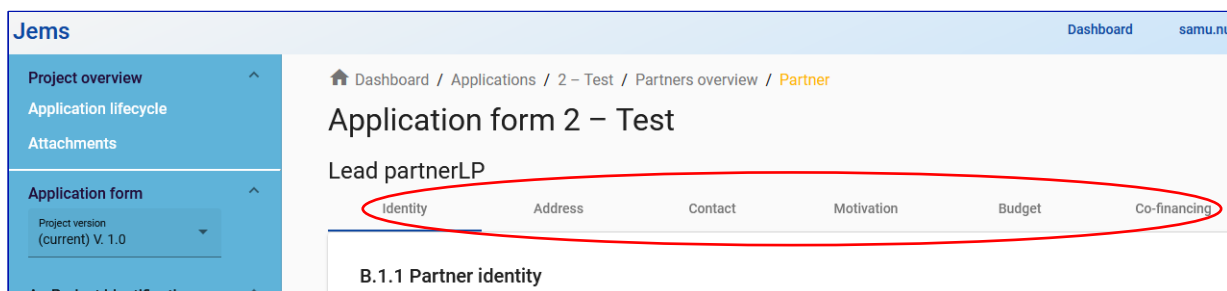 Jems
Dashboard samu.nu
Project overview
Application lifecycle
Attachments
Application form
Project version
(current) V. 1.0
Dashboard / Applications / 2 – Test / Partners overview / Partner
Application form 2 – Test
Lead partnerLP
Identity Address Contact Motivation Budget Co-financing
B.1.1 Partner identity